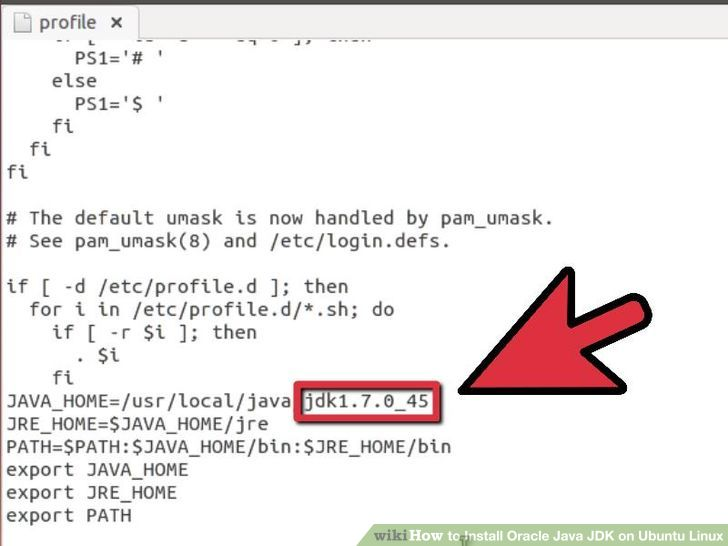 profile ×
PS1='# '
else
PS1='$ '
fi
fi
fi
# The default umask is now handled by pam_umask.
# See pam_umask(8) and /etc/login.defs.
if [ -d /etc/profile.d ]; then
for i in /etc/profile.d/*.sh; do
if [ -r $i ]; then
. $i
fi
JAVA_HOME=/usr/local/java jdk1.7.0_45
JRE_HOME=$JAVA_HOME/jre
PATH=$PATH:$JAVA_HOME/bin:$JRE_HOME/bin
export JAVA_HOME
export JRE_HOME
export PATH
wikiHow to Install Oracle Java JDK on Ubuntu Linux